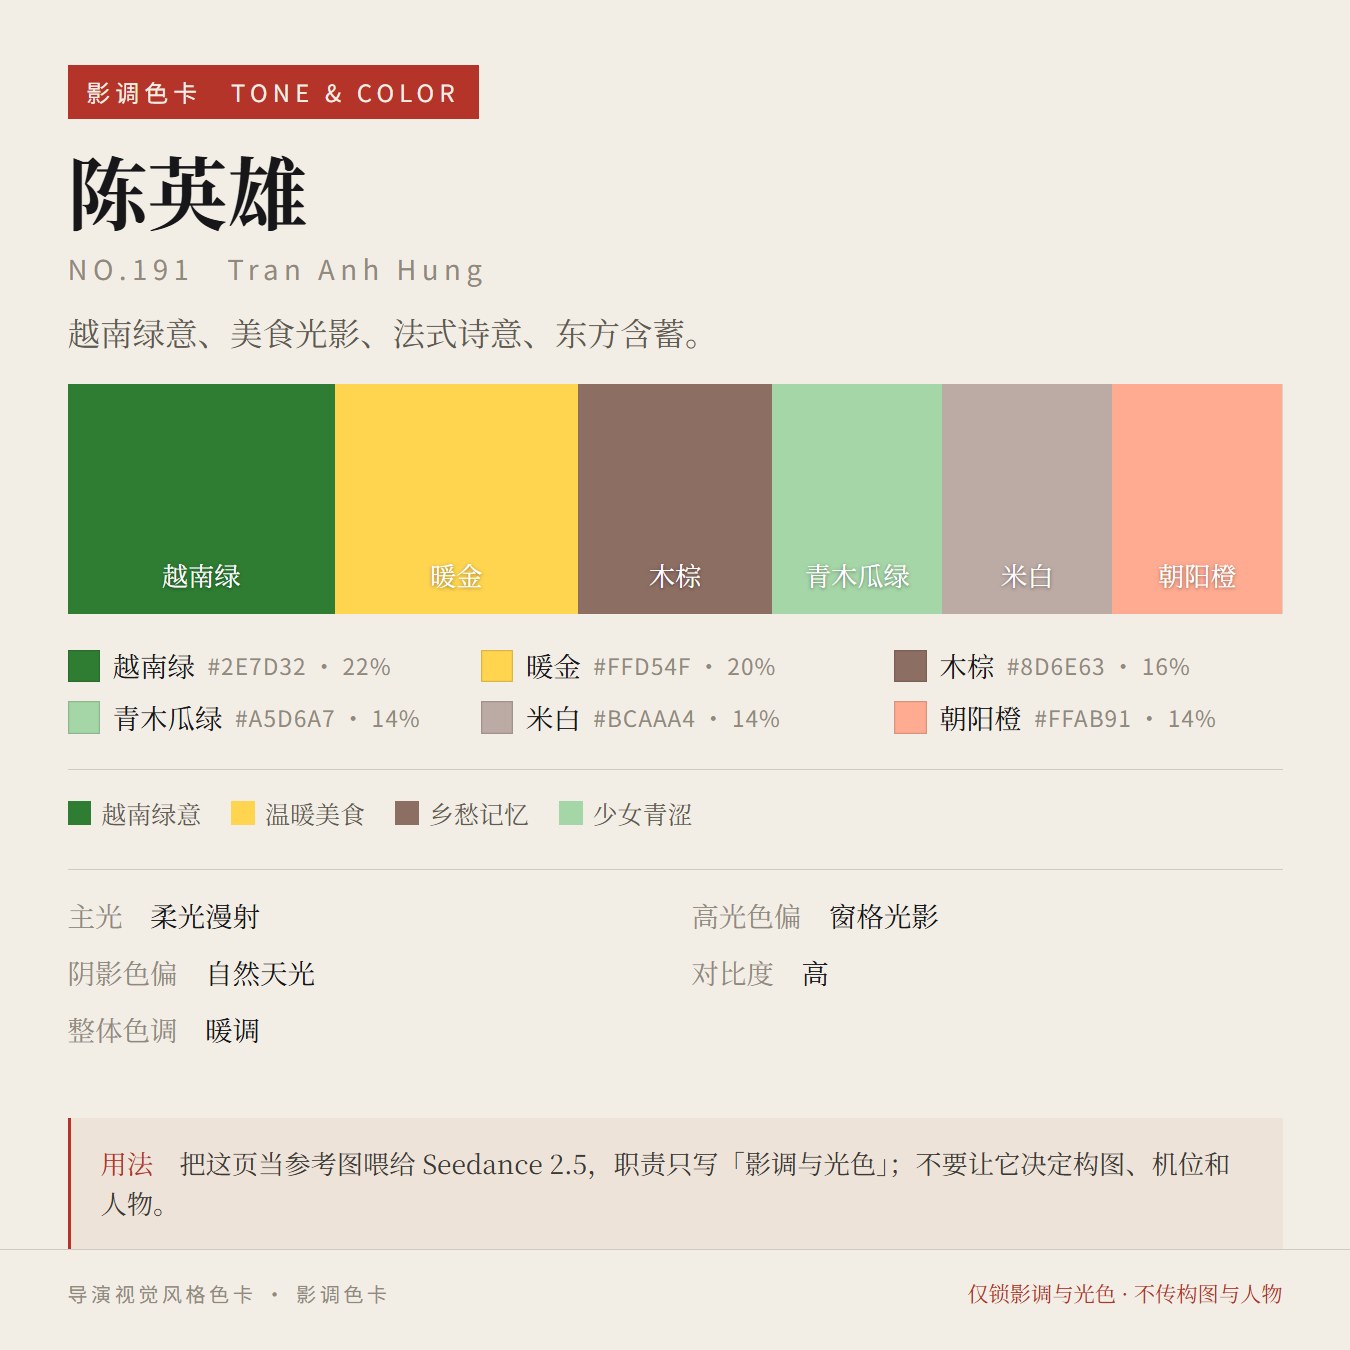 影调色卡 TONE & COLOR
陈英雄
NO.191 Tran Anh Hung
越南绿意、美食光影、法式诗意、东方含蓄。
越南绿 暖金 木棕 青木瓜绿 米白 朝阳橙
越南绿 #2E7D32 · 22% 暖金 #FFD54F · 20% 木棕 #8D6E63 · 16%
青木瓜绿 #A5D6A7 · 14% 米白 #BCAAA4 · 14% 朝阳橙 #FFAB91 · 14%
越南绿意 温暖美食 乡愁记忆 少女青涩
主光 柔光漫射 高光色偏 窗格光影
阴影色偏 自然天光 对比度 高
整体色调 暖调
用法 把这页当参考图喂给 Seedance 2.5，职责只写「影调与光色」；不要让它决定构图、机位和
人物。
导演视觉风格色卡 · 影调色卡 仅锁影调与光色 · 不传构图与人物